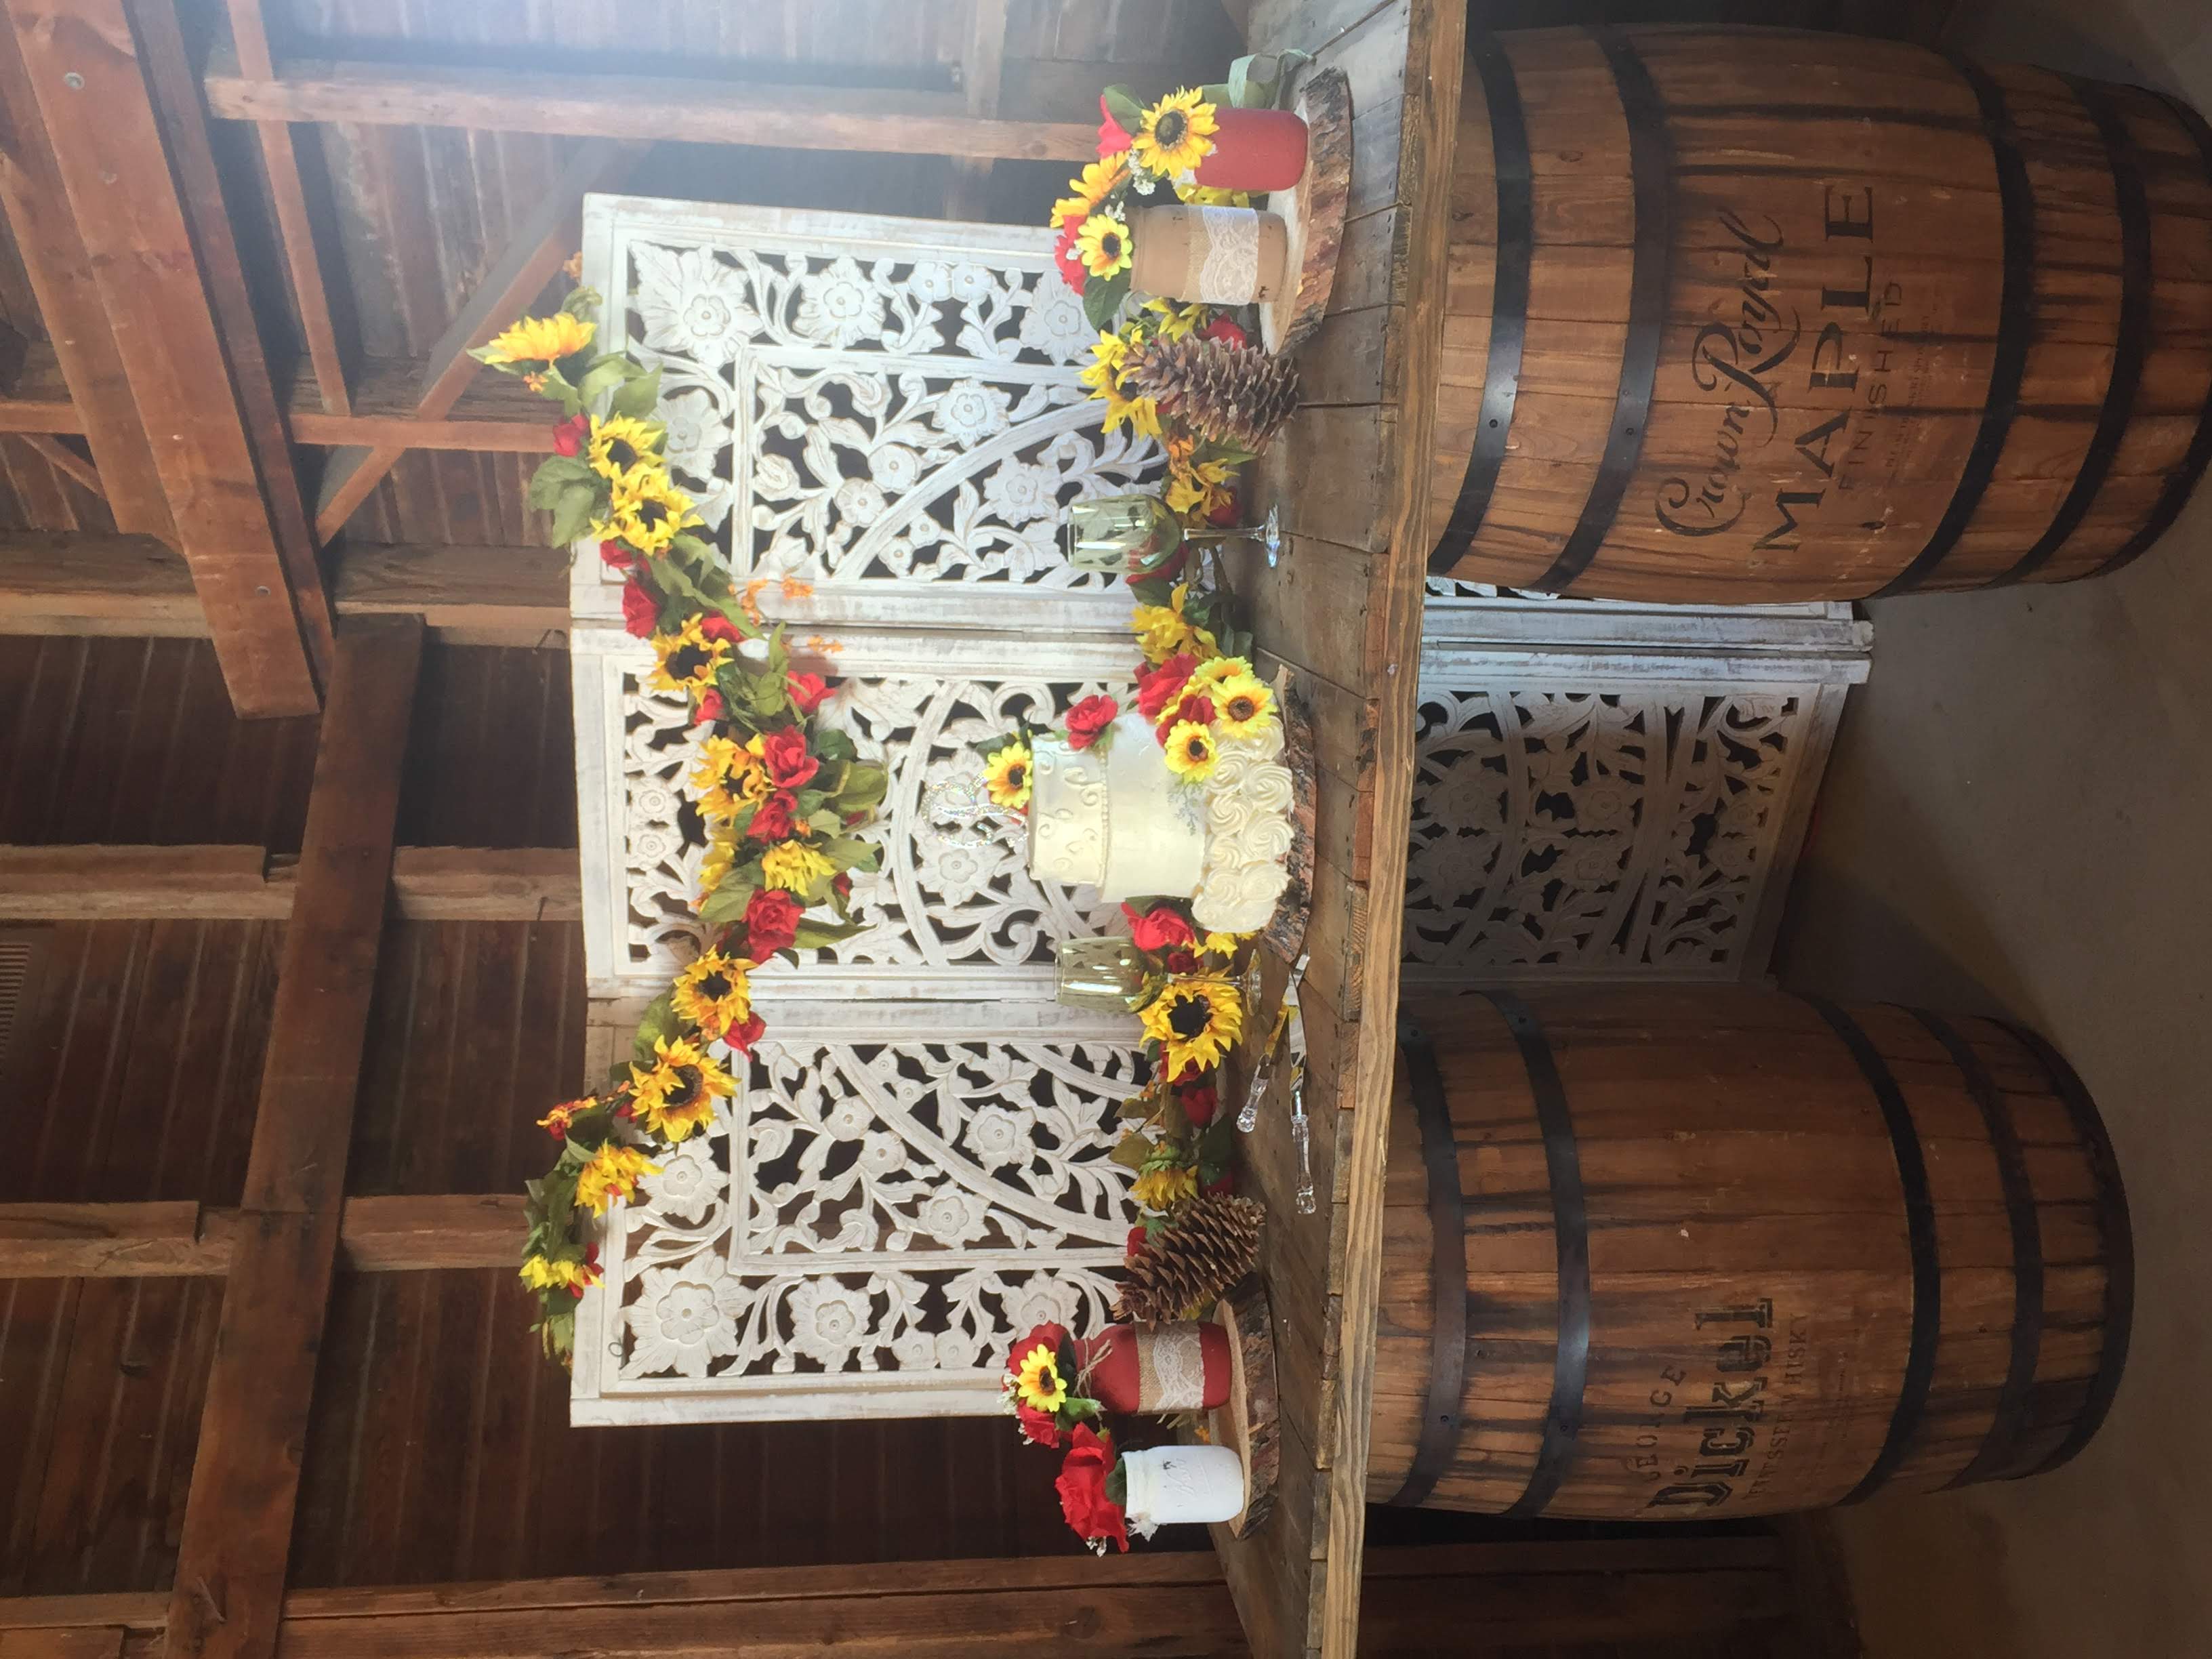 R
GEORGE
Dickel
TENNESSEE WHISKY
Crown Royal
MAPLE
FINISHED